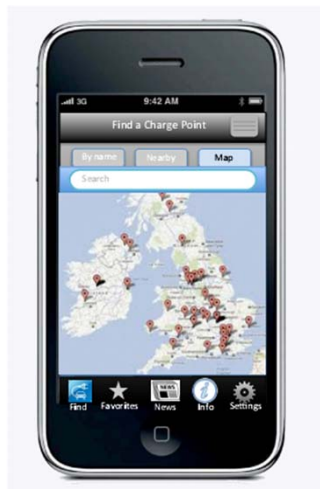 3G 9:42 AM
Find a Charge Point
By name Nearby Map
Search
NEWS
Find Favorites News Info Settings